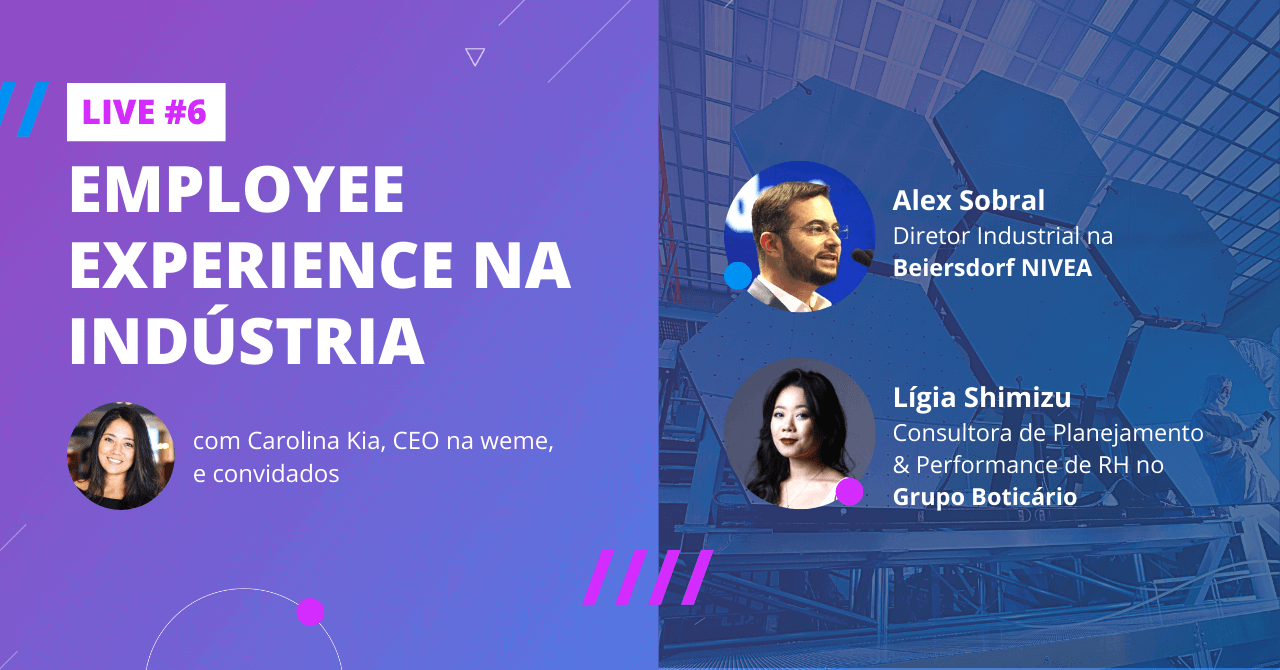 LIVE #6
EMPLOYEE
EXPERIENCE NA
INDÚSTRIA
com Carolina Kia, CEO na weme,
e convidados
Alex Sobral
Diretor Industrial na
Beiersdorf NIVEA
Lígia Shimizu
Consultora de Planejamento
& Performance de RH no
Grupo Boticário